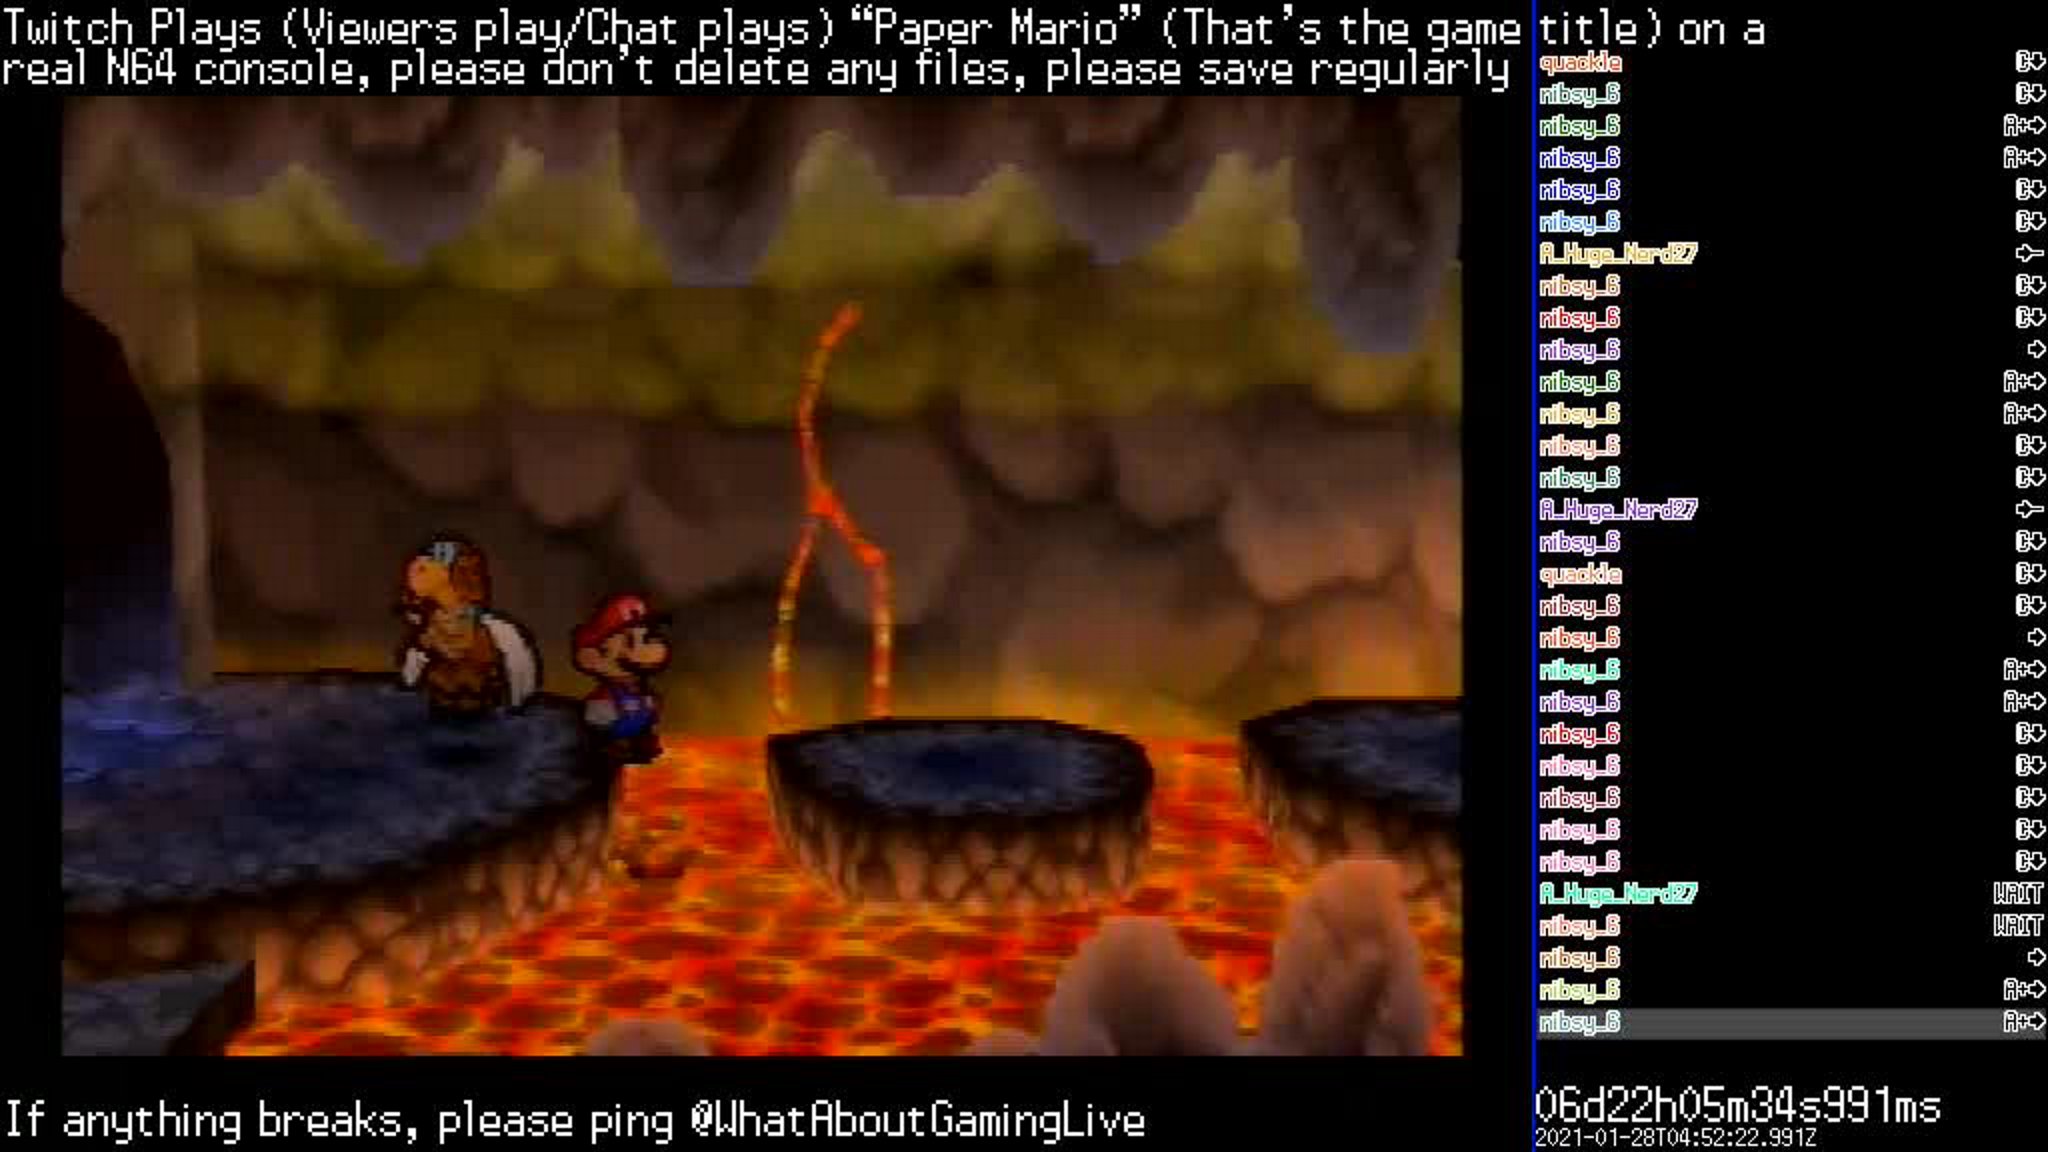 Twitch Plays (Viewers play/Chat plays) “Paper Mario” (That's the game title) on a
real N64 console, please don't delete any files, please save regularly
quackle C
nibsy_6 C
nibsy_6 A+
nibsy_6 A+
nibsy_6 C
nibsy_6 C
A_Huge_Nerd27
nibsy_6 C
nibsy_6 C
nibsy_6
nibsy_6 A+
nibsy_6 A+
nibsy_6 C
nibsy_6 C
A_Huge_Nerd27
nibsy_6 C
quackle C
nibsy_6 C
nibsy_6
nibsy_6 A+
nibsy_6 A+
nibsy_6 C
nibsy_6 C
nibsy_6 C
nibsy_6 C
nibsy_6 C
A_Huge_Nerd27 WAIT
nibsy_6 WAIT
nibsy_6
nibsy_6 A+
nibsy_6 A+
If anything breaks, please ping @WhatAboutGamingLive
06d22h05m34s991ms
2021-01-28T04:52:22.991Z